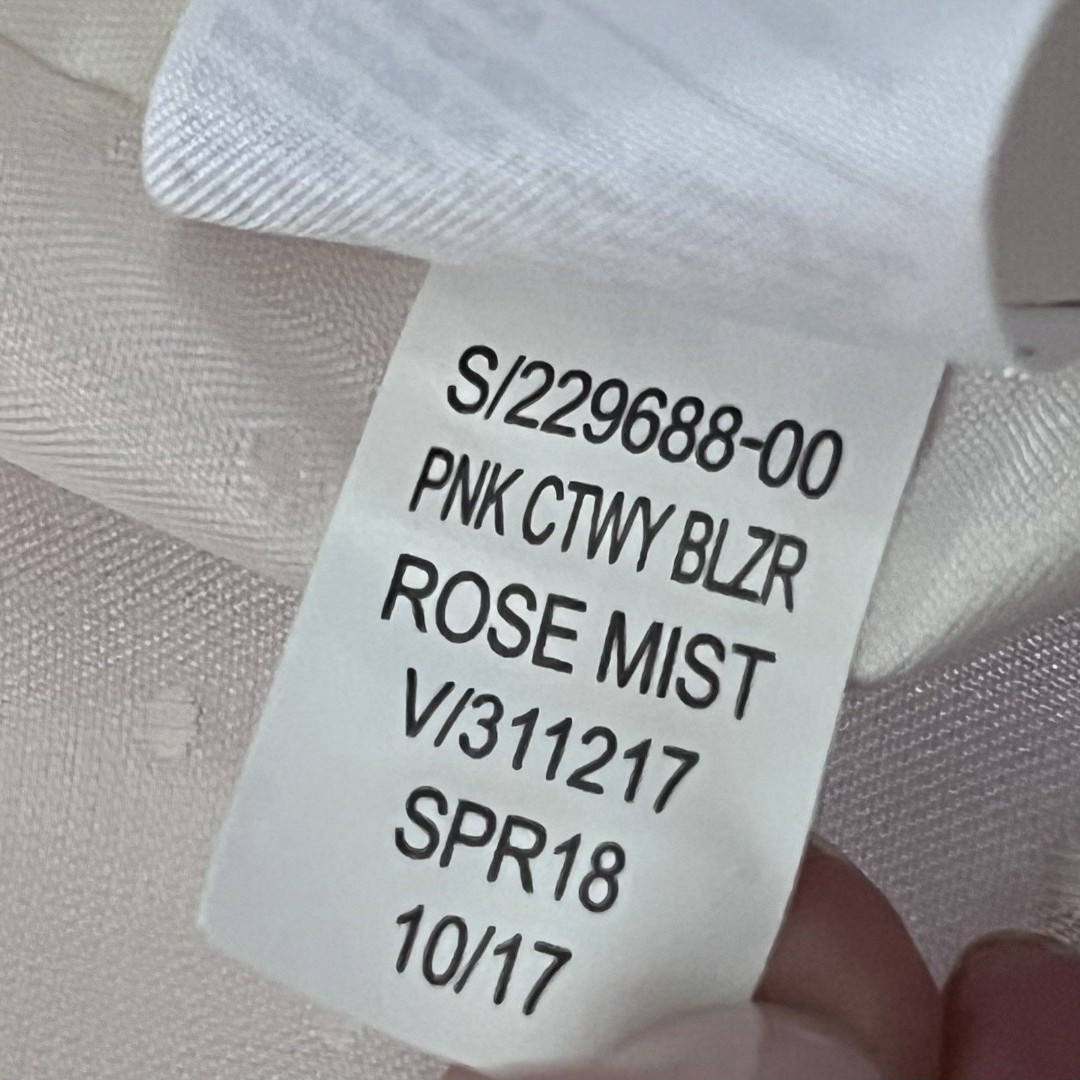 S/229688-00
PNK CTWY BLZR
ROSE MIST
V/311217
SPR18
10/17